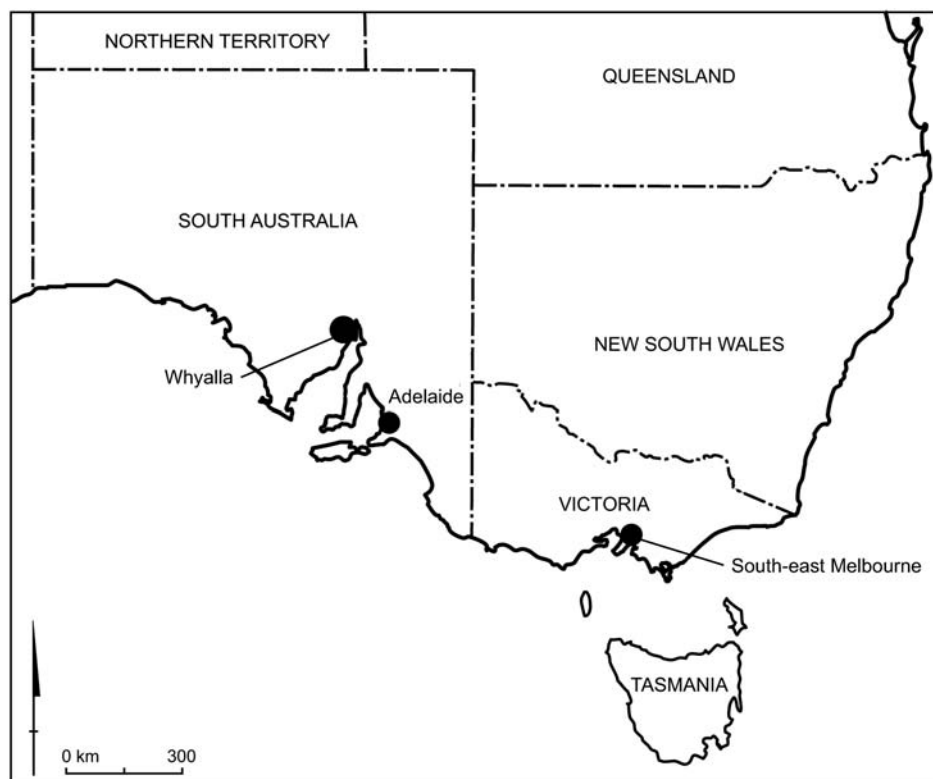 NORTHERN TERRITORY
QUEENSLAND
SOUTH AUSTRALIA
NEW SOUTH WALES
Whyalla
Adelaide
VICTORIA
South-east Melbourne
TASMANIA
0 km 300